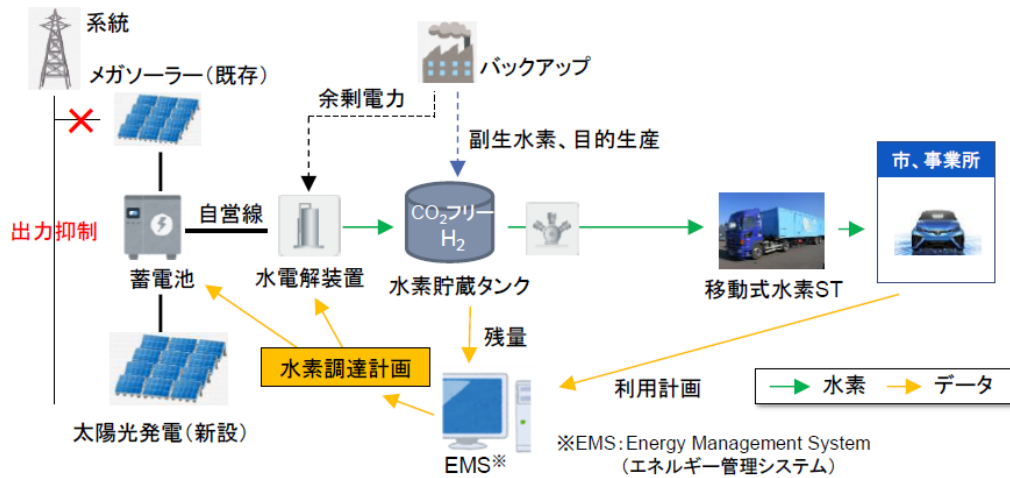 系統
メガソーラー(既存)
バックアップ
余剰電力
副生水素、目的生産
市、事業所
出力抑制
自営線
CO₂フリー
H₂
蓄電池
水電解装置
水素貯蔵タンク
移動式水素ST
残量
水素調達計画
利用計画
水素
データ
太陽光発電(新設)
EMS※
※EMS:Energy Management System
(エネルギー管理システム)